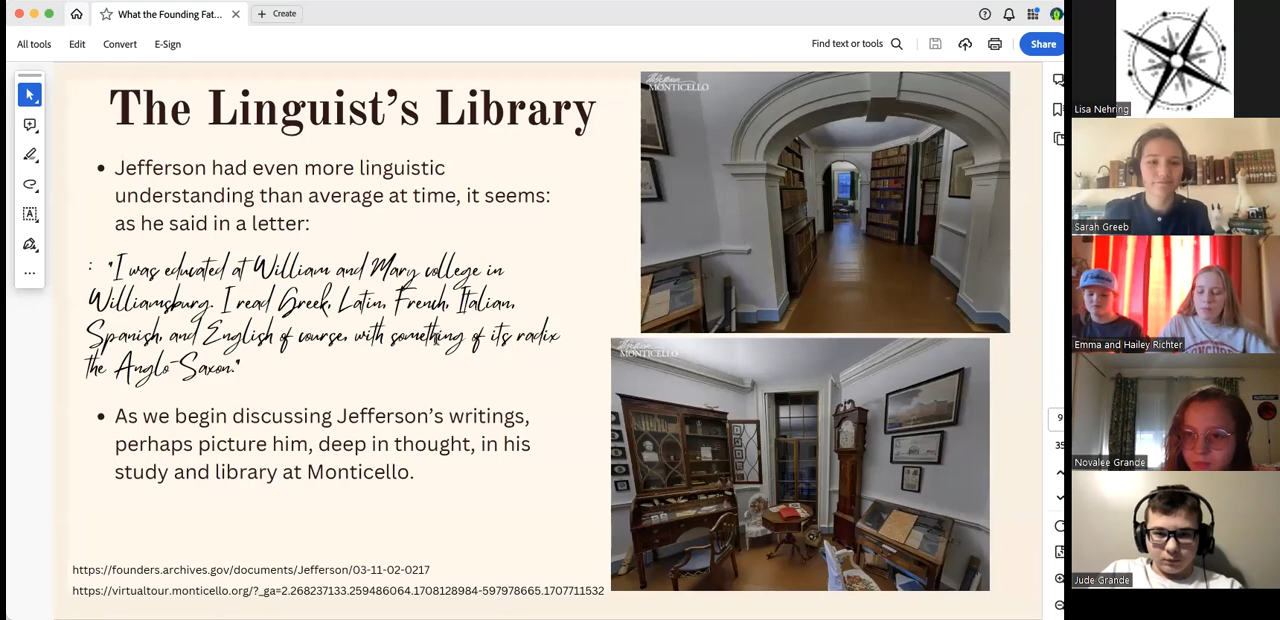 What the Founding Fat...
Create
All tools
Edit
Convert
E-Sign
Find text or tools
Share
The Linguist's Library
• Jefferson had even more linguistic
understanding than average at time, it seems:
as he said in a letter:
: "I was educated at William and Mary college in
Williamsburg. I read Greek, Latin, French, Italian,
Spanish, and English of course, with something of its radix
the Anglo-Saxon."
• As we begin discussing Jefferson's writings,
perhaps picture him, deep in thought, in his
study and library at Monticello.
https://founders.archives.gov/documents/Jefferson/03-11-02-0217
https://virtualtour.monticello.org/?_ga=2.268237133.259486064.1708128984-597978665.1707711532
MONTICELLO
MONTICELLO
9
35
Lisa Nehring
Sarah Greeb
Emma and Hailey Richter
Novalee Grande
Jude Grande